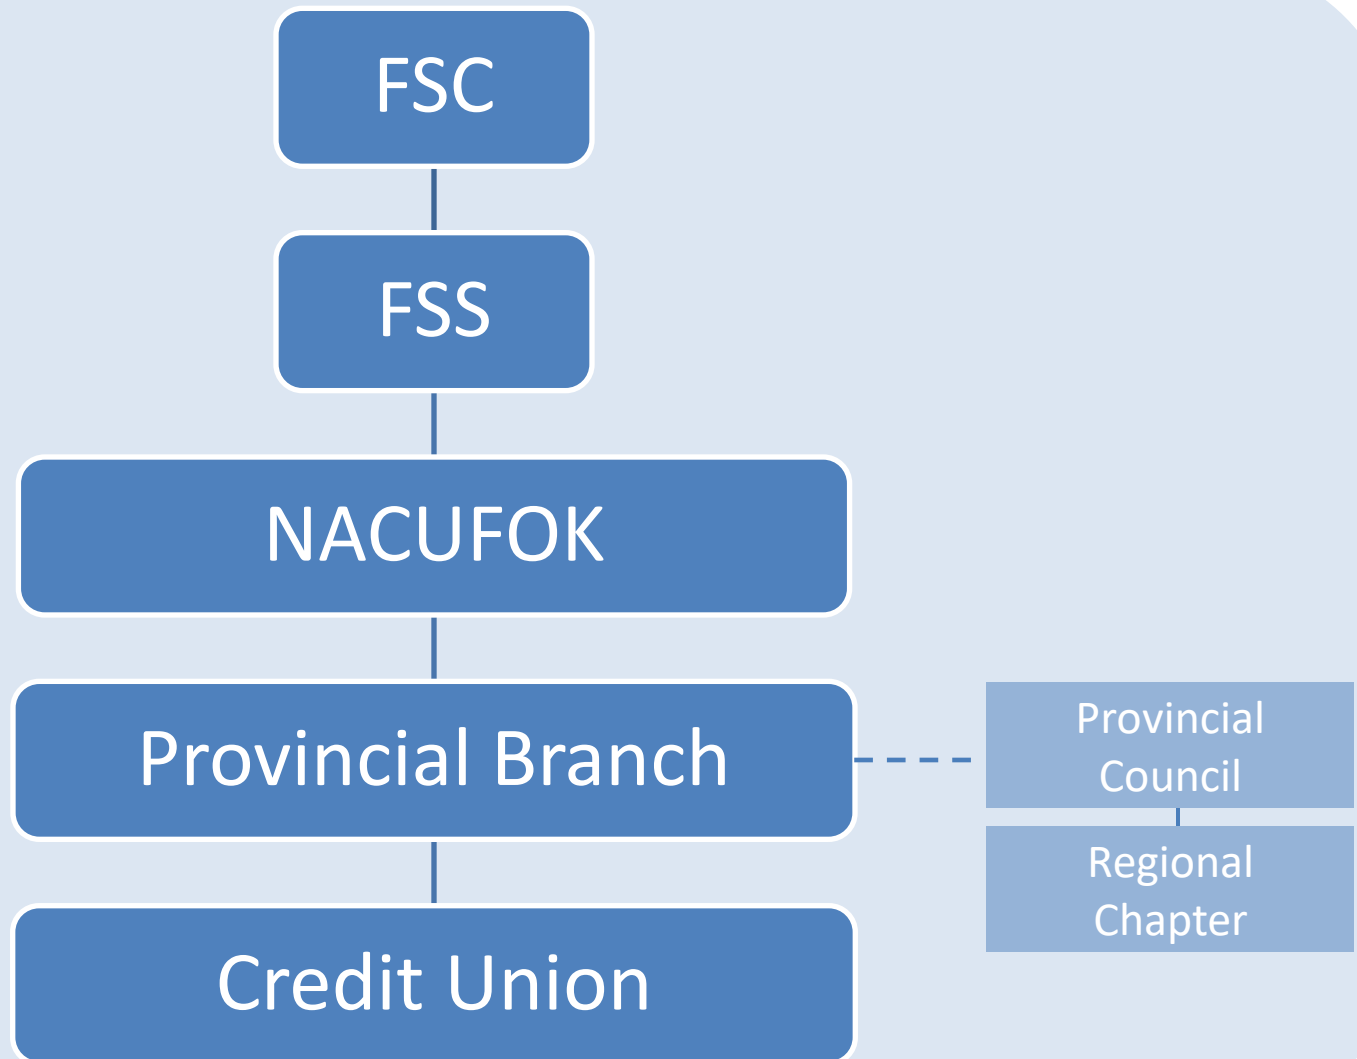 FSC
FSS
NACUFOK
Provincial Branch
Provincial
Council
Regional
Chapter
Credit Union